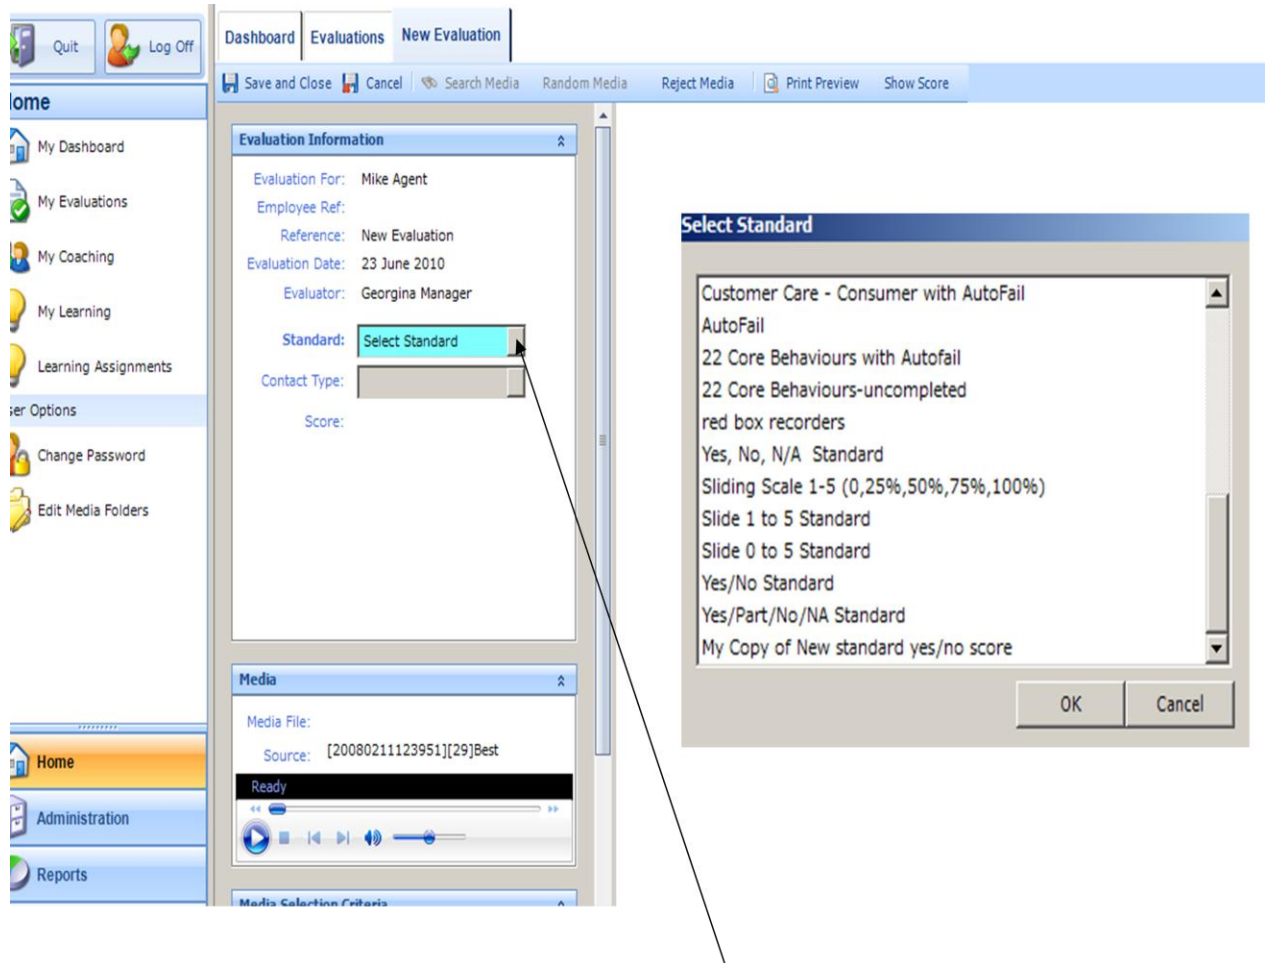 Quit
Log Off
Home
My Dashboard
My Evaluations
My Coaching
My Learning
Learning Assignments
User Options
Change Password
Edit Media Folders
Home
Administration
Reports
Dashboard Evaluations New Evaluation
Save and Close Cancel Search Media Random Media Reject Media Print Preview Show Score
Evaluation Information
Evaluation For: Mike Agent
Employee Ref:
Reference: New Evaluation
Evaluation Date: 23 June 2010
Evaluator: Georgina Manager
Standard: Select Standard
Contact Type:
Score:
Media
Media File:
Source: [20080211123951][29]Best
Ready
Media Selection Criteria
Select Standard
Customer Care - Consumer with AutoFail
AutoFail
22 Core Behaviours with Autofail
22 Core Behaviours-uncompleted
red box recorders
Yes, No, N/A Standard
Sliding Scale 1-5 (0,25%,50%,75%,100%)
Slide 1 to 5 Standard
Slide 0 to 5 Standard
Yes/No Standard
Yes/Part/No/NA Standard
My Copy of New standard yes/no score
OK Cancel